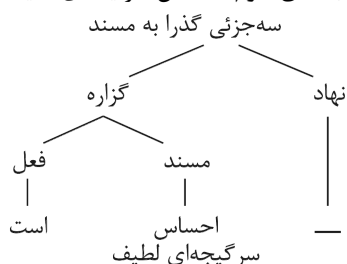 سه‌جزئی گذرا به مسند
نهاد گزاره
مسند فعل
— احساس است
سرگیجه‌ای لطیف